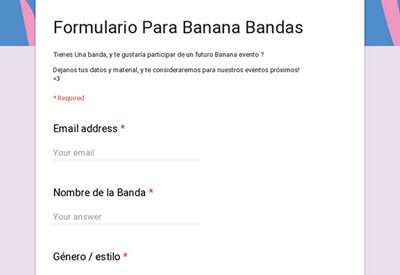 Formulario Para Banana Bandas
Tienes Una banda, y te gustaría participar de un futuro Banana evento ?
Dejanos tus datos y material, y te consideraremos para nuestros eventos próximos!
<3
* Required
Email address *
Your email
Nombre de la Banda *
Your answer
Género / estilo *